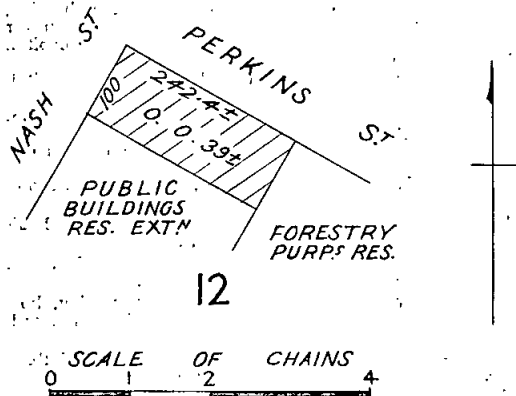 NASH ST
PERKINS ST
100
242.4±
0.0.39±
PUBLIC
BUILDINGS
RES. EXTN
FORESTRY
PURPS RES.
12
SCALE OF CHAINS
0 1 2 4